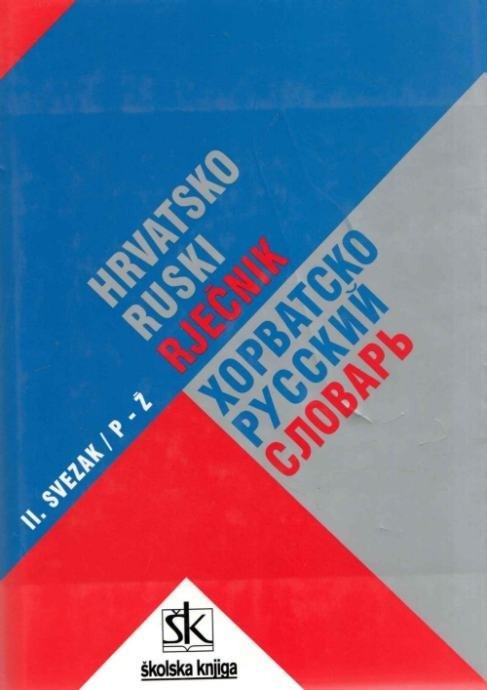 HRVATSKO
RUSKI
RJEČNIK
ХОРВАТСКО
РУССКИЙ
СЛОВАРЬ
II. SVEZAK / P - Ž
šk
školska knjiga